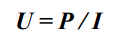 U = P / I